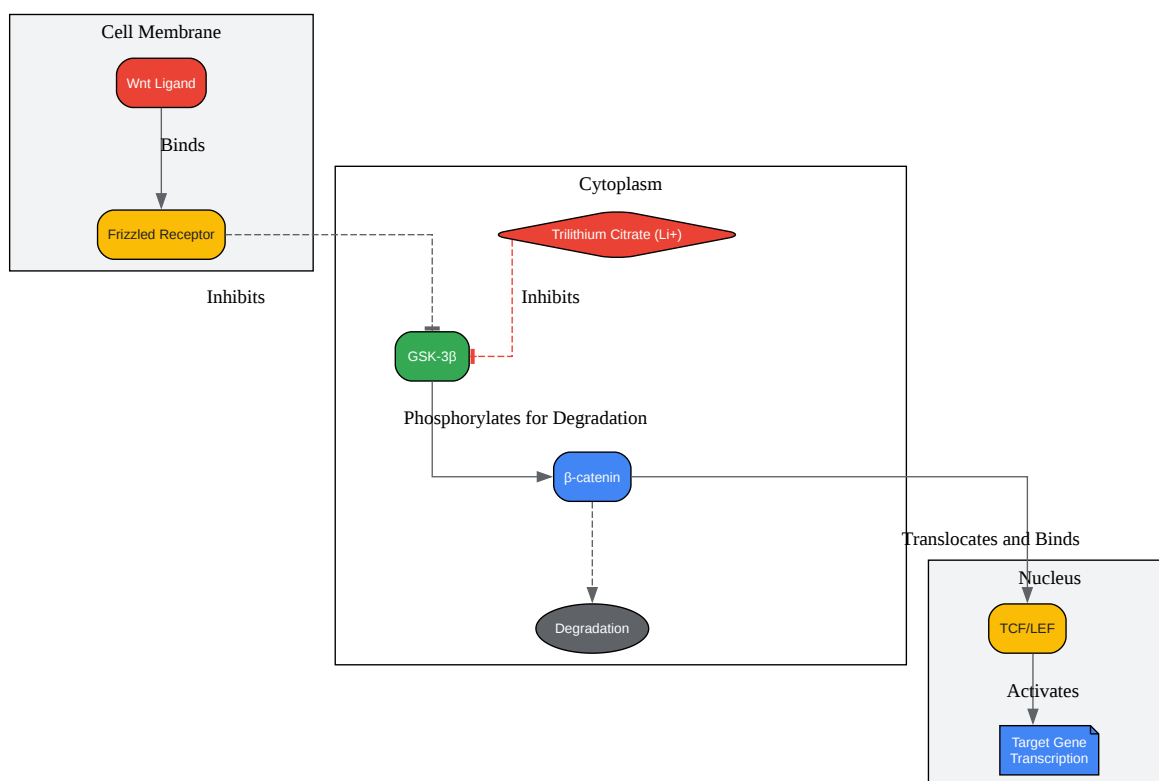 Cell Membrane
Wnt Ligand
Binds
Frizzled Receptor
Inhibits
Cytoplasm
Trilithium Citrate (Li+)
Inhibits
GSK-3β
Phosphorylates for Degradation
β-catenin
Degradation
Translocates and Binds
Nucleus
TCF/LEF
Activates
Target Gene
Transcription